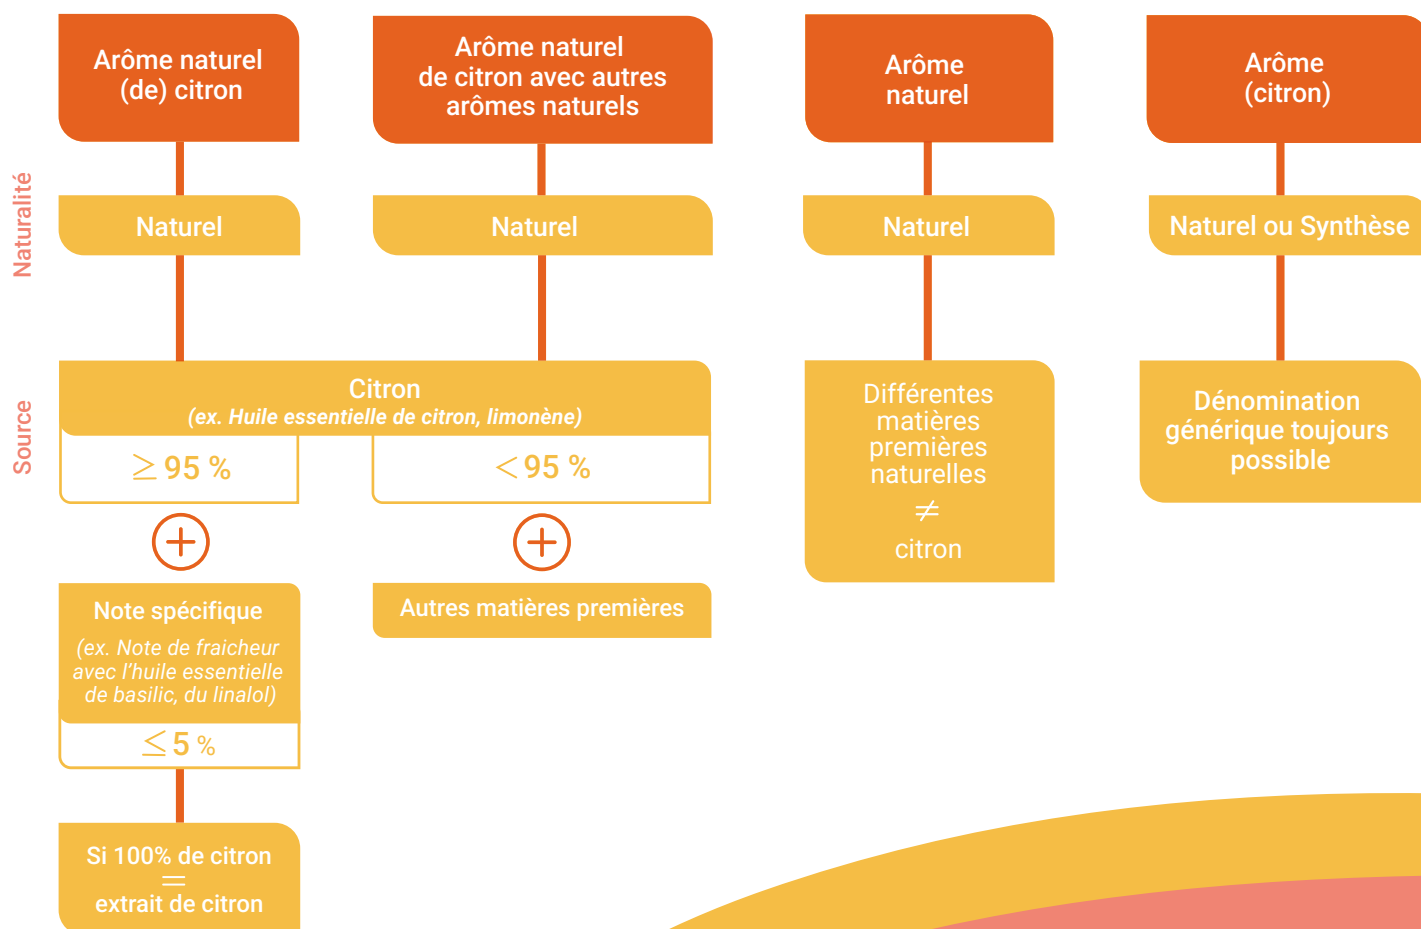 Arôme naturel
(de) citron
Arôme naturel
de citron avec autres
arômes naturels
Arôme
naturel
Arôme
(citron)
Naturalité
Naturel
Naturel
Naturel
Naturel ou Synthèse
Source
Citron
(ex. Huile essentielle de citron, limonène)
≥ 95 %
< 95 %
Différentes
matières
premières
naturelles
≠
citron
Dénomination
générique toujours
possible
+
+
Note spécifique
(ex. Note de fraicheur
avec l'huile essentielle
de basilic, du linalol)
≤ 5 %
Autres matières premières
Si 100% de citron
=
extrait de citron